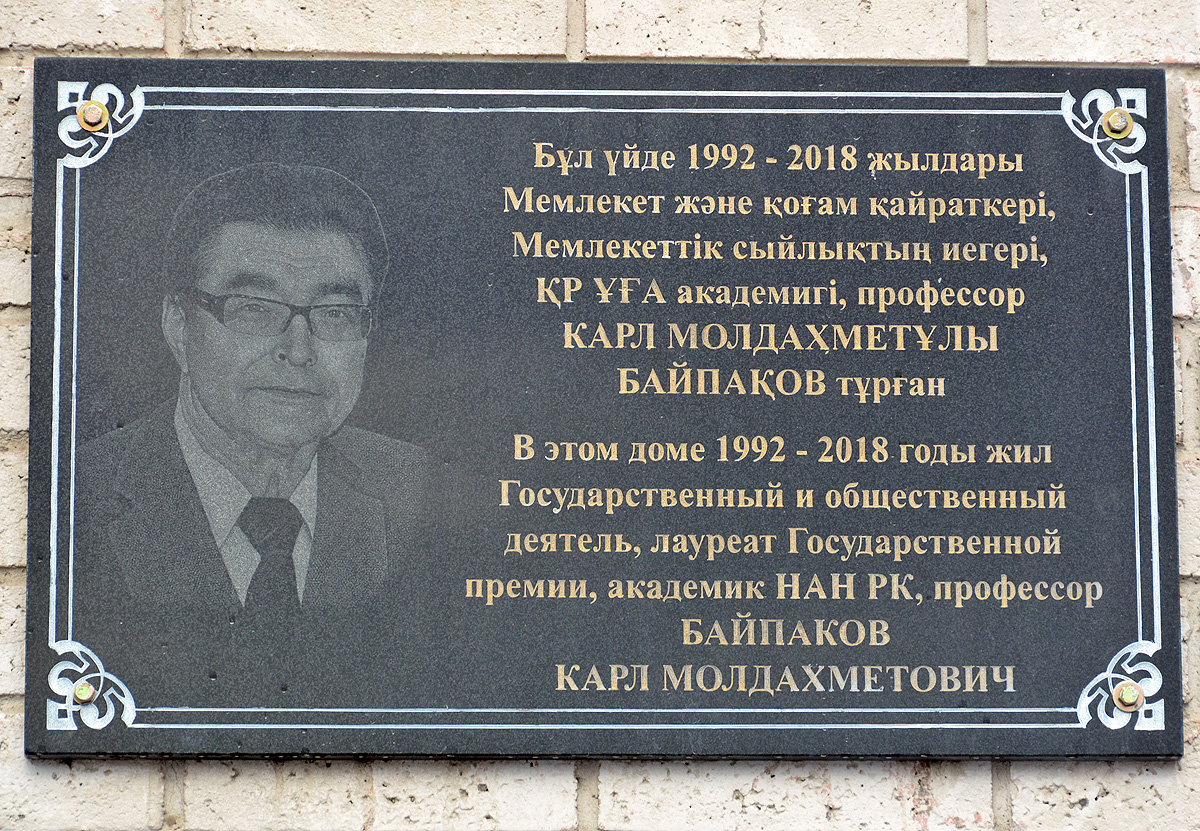 Бұл үйде 1992 - 2018 жылдары
Мемлекет және қоғам қайраткері,
Мемлекеттік сыйлықтың иегері,
ҚР ҰҒА академигі, профессор
КАРЛ МОЛДАҲМЕТҰЛЫ
БАЙПАҚОВ тұрған
В этом доме 1992 - 2018 годы жил
Государственный и общественный
деятель, лауреат Государственной
премии, академик НАН РК, профессор
БАЙПАКОВ
КАРЛ МОЛДАХМЕТОВИЧ